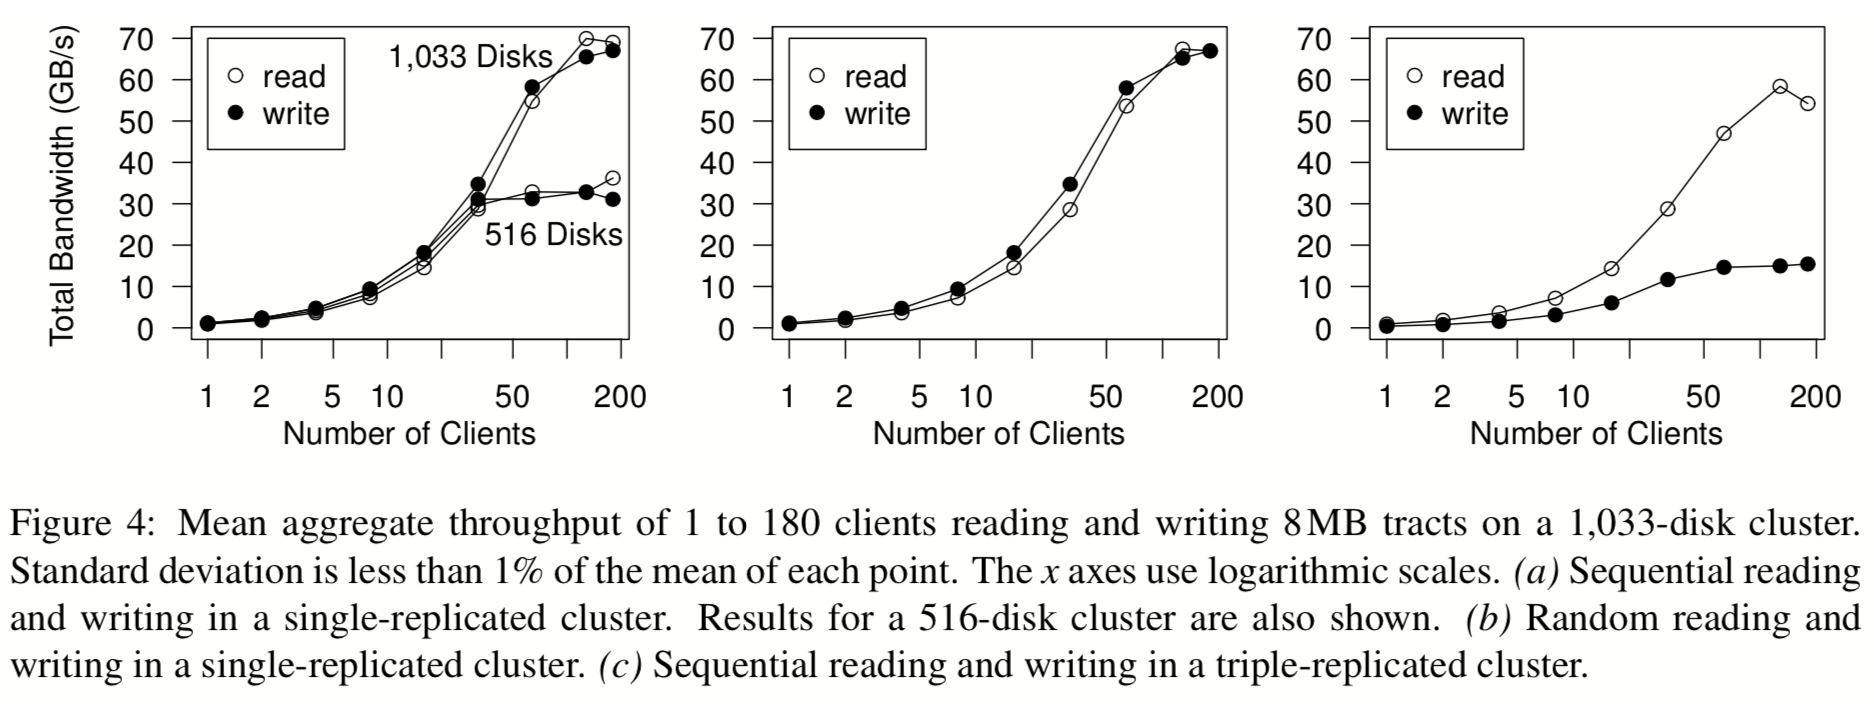 Total Bandwidth (GB/s)
70
60
50
40
30
20
10
0
read
write
1,033 Disks
516 Disks
1 2 5 10 50 200
Number of Clients
70
60
50
40
30
20
10
0
read
write
1 2 5 10 50 200
Number of Clients
70
60
50
40
30
20
10
0
read
write
1 2 5 10 50 200
Number of Clients
Figure 4: Mean aggregate throughput of 1 to 180 clients reading and writing 8 MB tracts on a 1,033-disk cluster.
Standard deviation is less than 1% of the mean of each point. The x axes use logarithmic scales. (a) Sequential reading
and writing in a single-replicated cluster. Results for a 516-disk cluster are also shown. (b) Random reading and
writing in a single-replicated cluster. (c) Sequential reading and writing in a triple-replicated cluster.